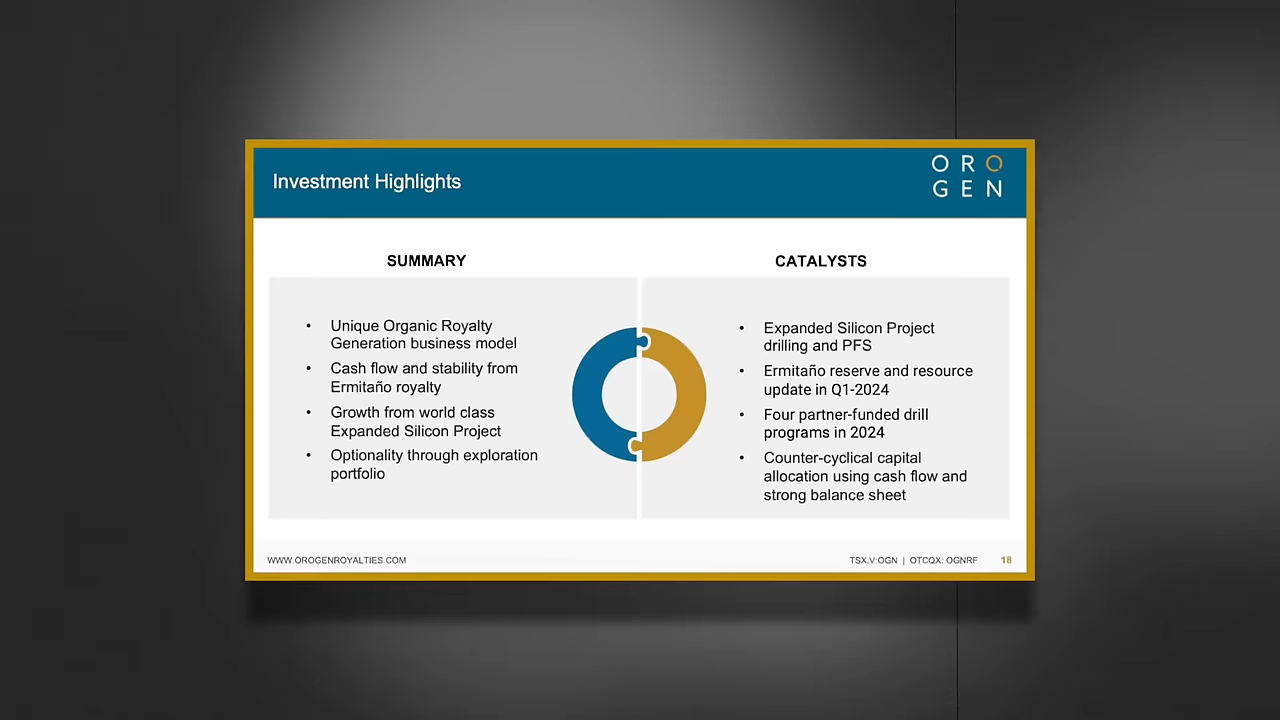 Investment Highlights
ORO
GEN
SUMMARY
• Unique Organic Royalty
Generation business model
• Cash flow and stability from
Ermitaño royalty
• Growth from world class
Expanded Silicon Project
• Optionality through exploration
portfolio
CATALYSTS
• Expanded Silicon Project
drilling and PFS
• Ermitaño reserve and resource
update in Q1-2024
• Four partner-funded drill
programs in 2024
• Counter-cyclical capital
allocation using cash flow and
strong balance sheet
WWW.OROGENROYALTIES.COM
TSX.V:OGN | OTCQX: OGNRF 18